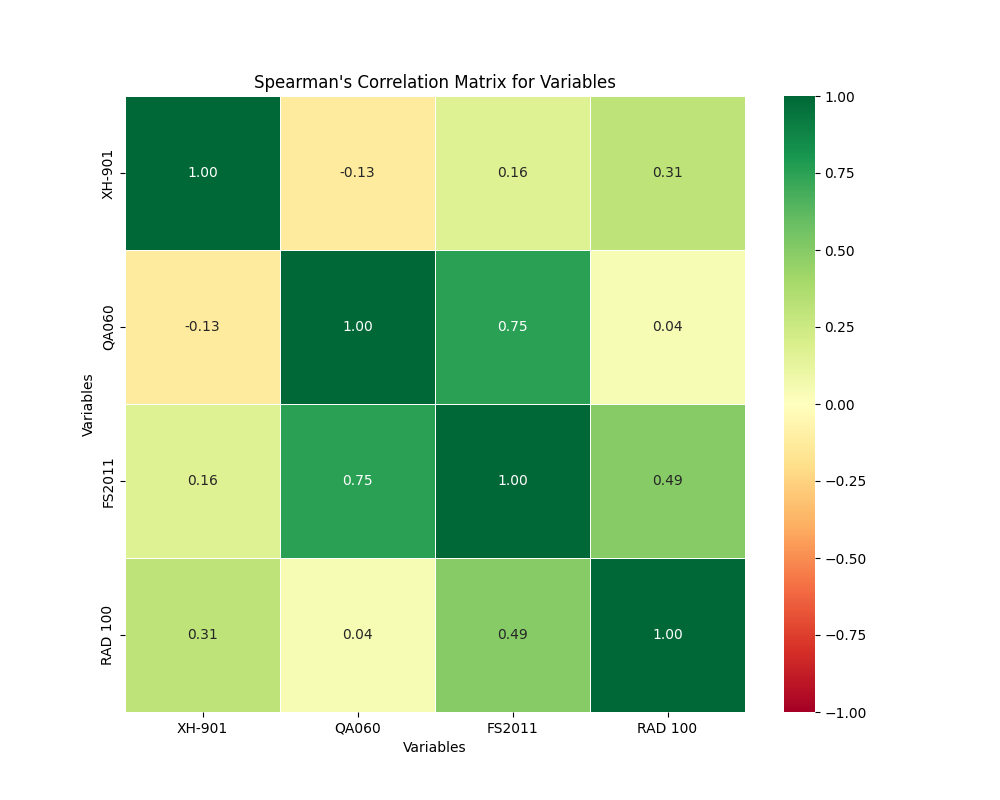 Spearman's Correlation Matrix for Variables
Variables
XH-901
1.00
-0.13
0.16
0.31
QA060
-0.13
1.00
0.75
0.04
FS2011
0.16
0.75
1.00
0.49
RAD 100
0.31
0.04
0.49
1.00
XH-901
QA060
FS2011
RAD 100
Variables
1.00
0.75
0.50
0.25
0.00
−0.25
−0.50
−0.75
−1.00